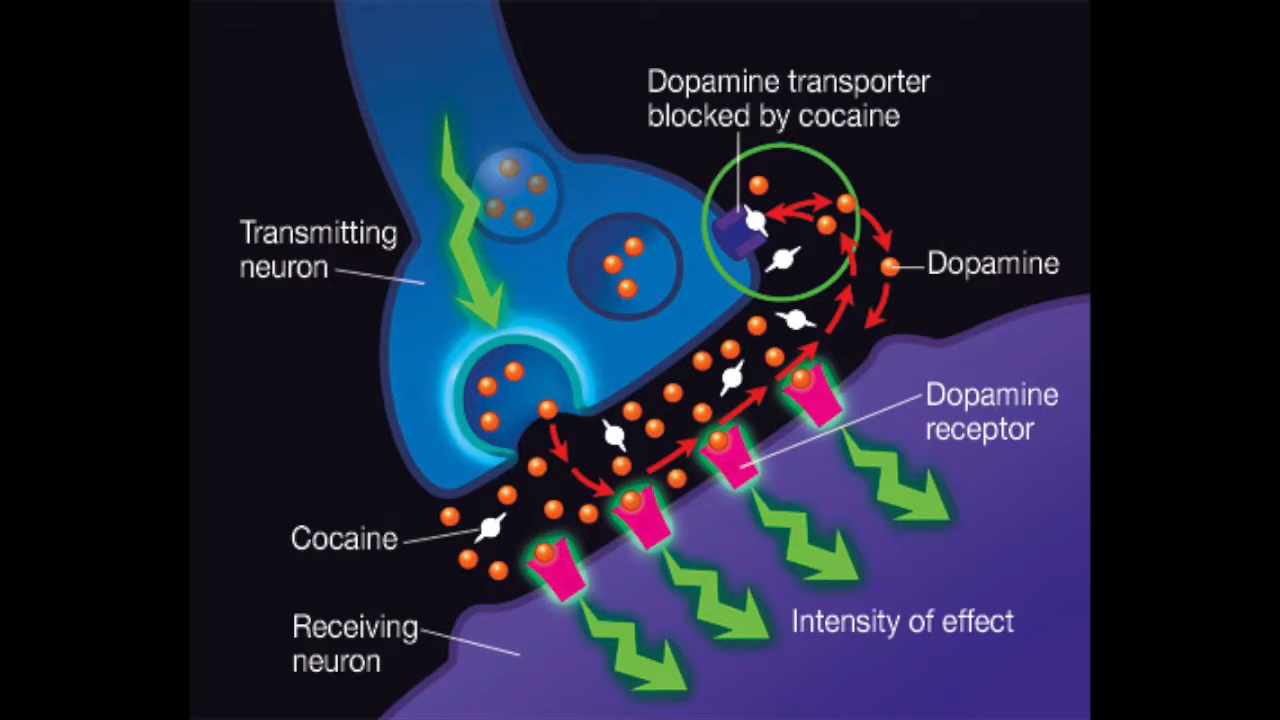 Dopamine transporter
blocked by cocaine
Transmitting
neuron
Dopamine
Dopamine
receptor
Cocaine
Intensity of effect
Receiving
neuron